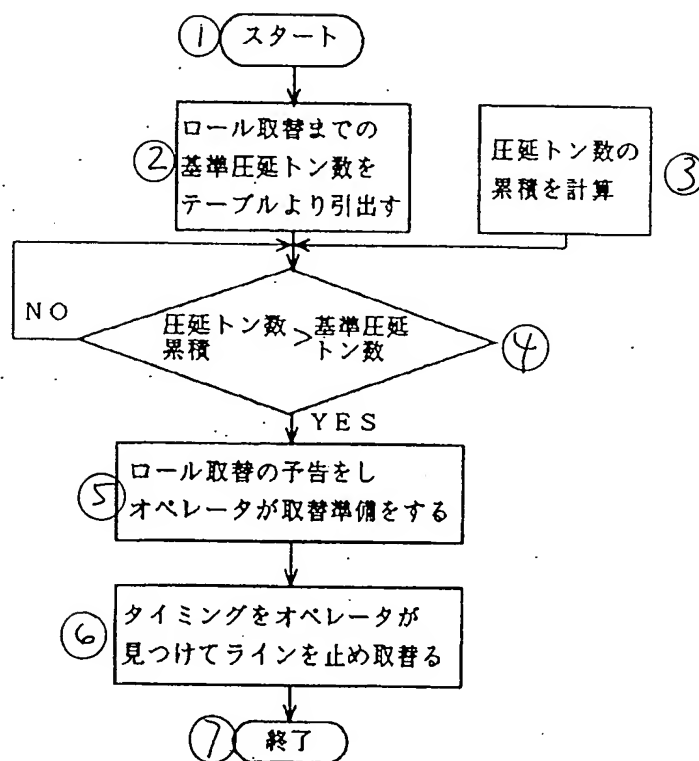 ① スタート
ロール取替までの
② 基準圧延トン数を
テーブルより引出す
圧延トン数の
累積を計算
③
NO
圧延トン数
累積
>
基準圧延
トン数
④
YES
⑤ ロール取替の予告をし
オペレータが取替準備をする
⑥ タイミングをオペレータが
見つけてラインを止め取替る
⑦ 終了